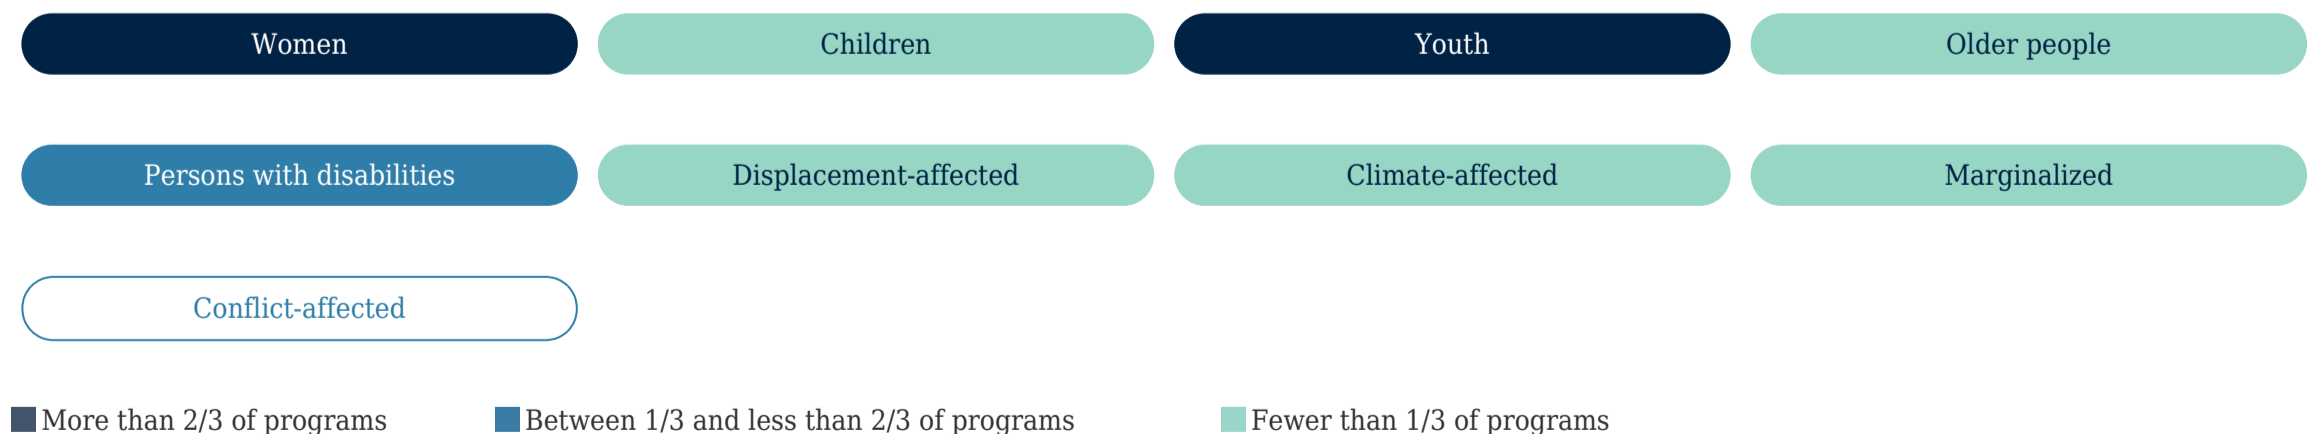 Women
Children
Youth
Older people
Persons with disabilities
Displacement-affected
Climate-affected
Marginalized
Conflict-affected
More than 2/3 of programs
Between 1/3 and less than 2/3 of programs
Fewer than 1/3 of programs